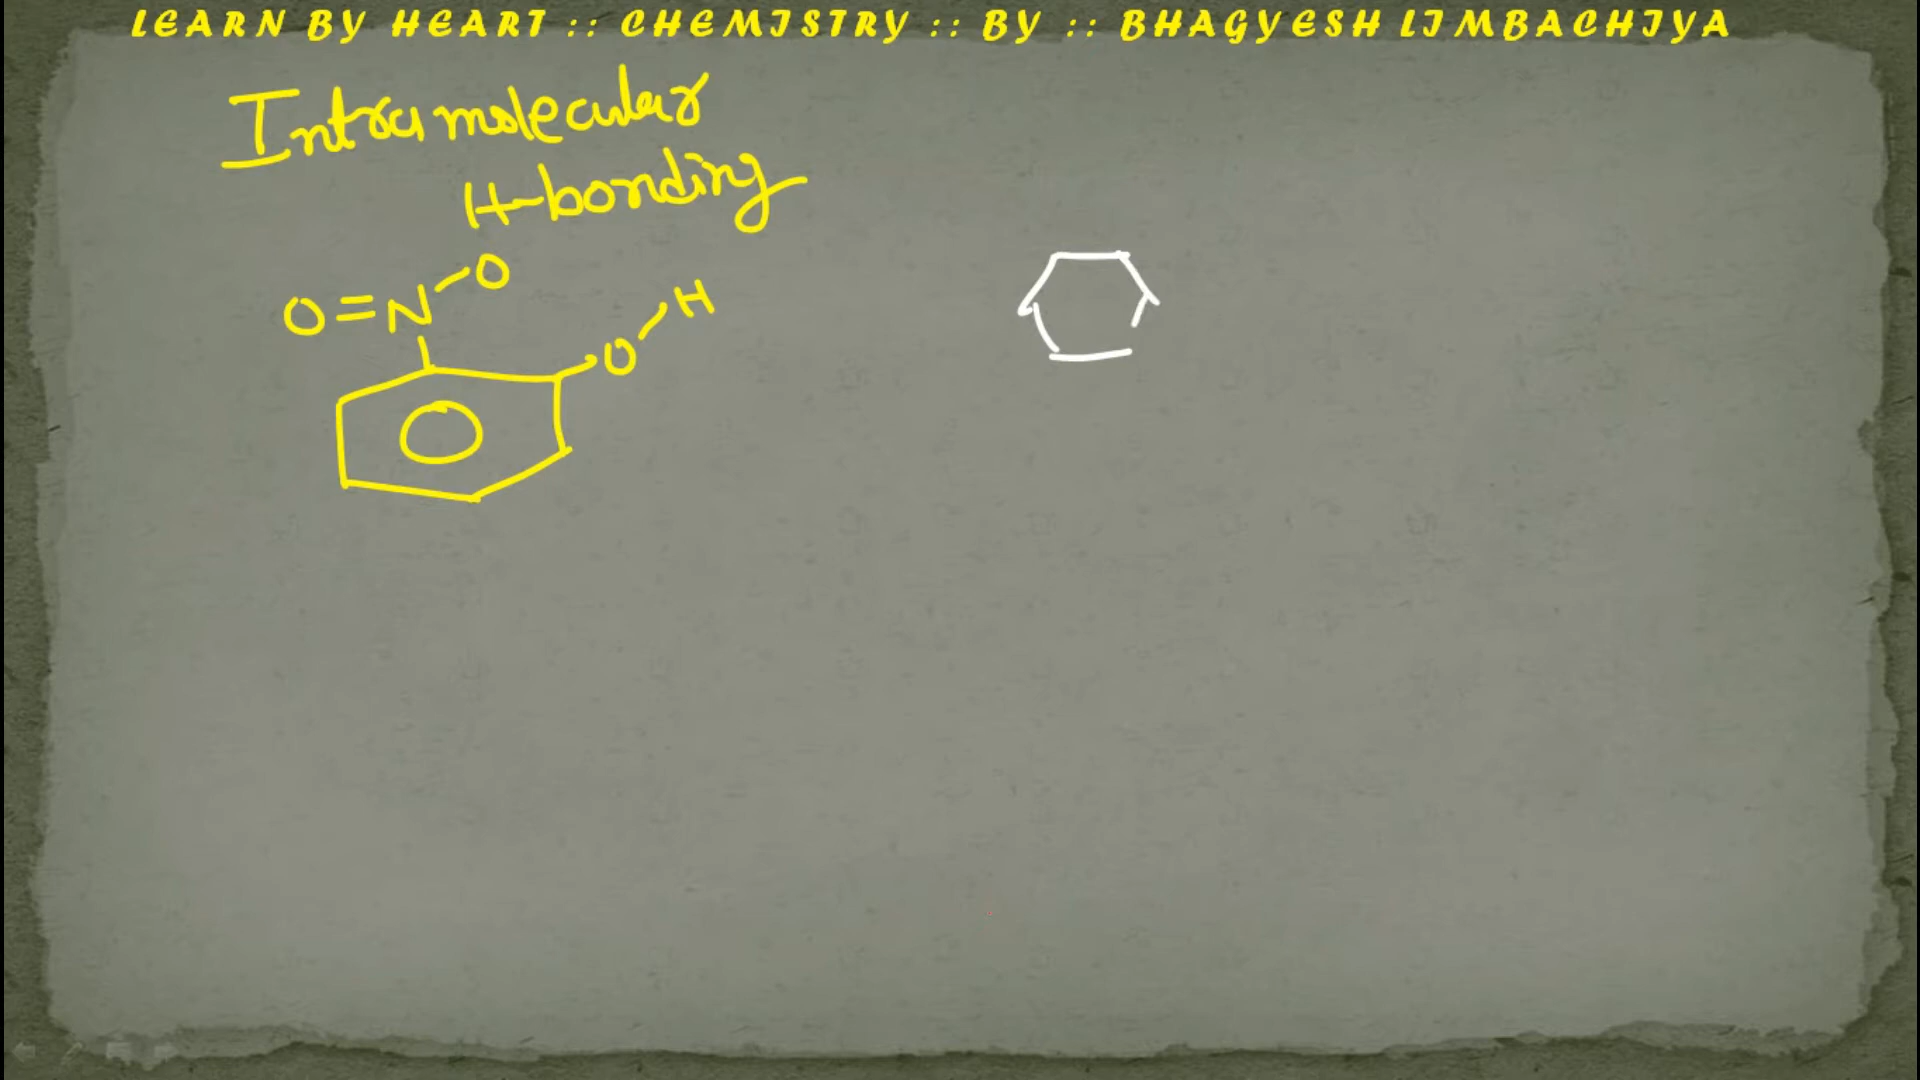 LEARN BY HEART :: CHEMISTRY :: BY :: BHAGYESH LIMBACHIYA
Intramolecular
H-bonding
O=N-O
O-H